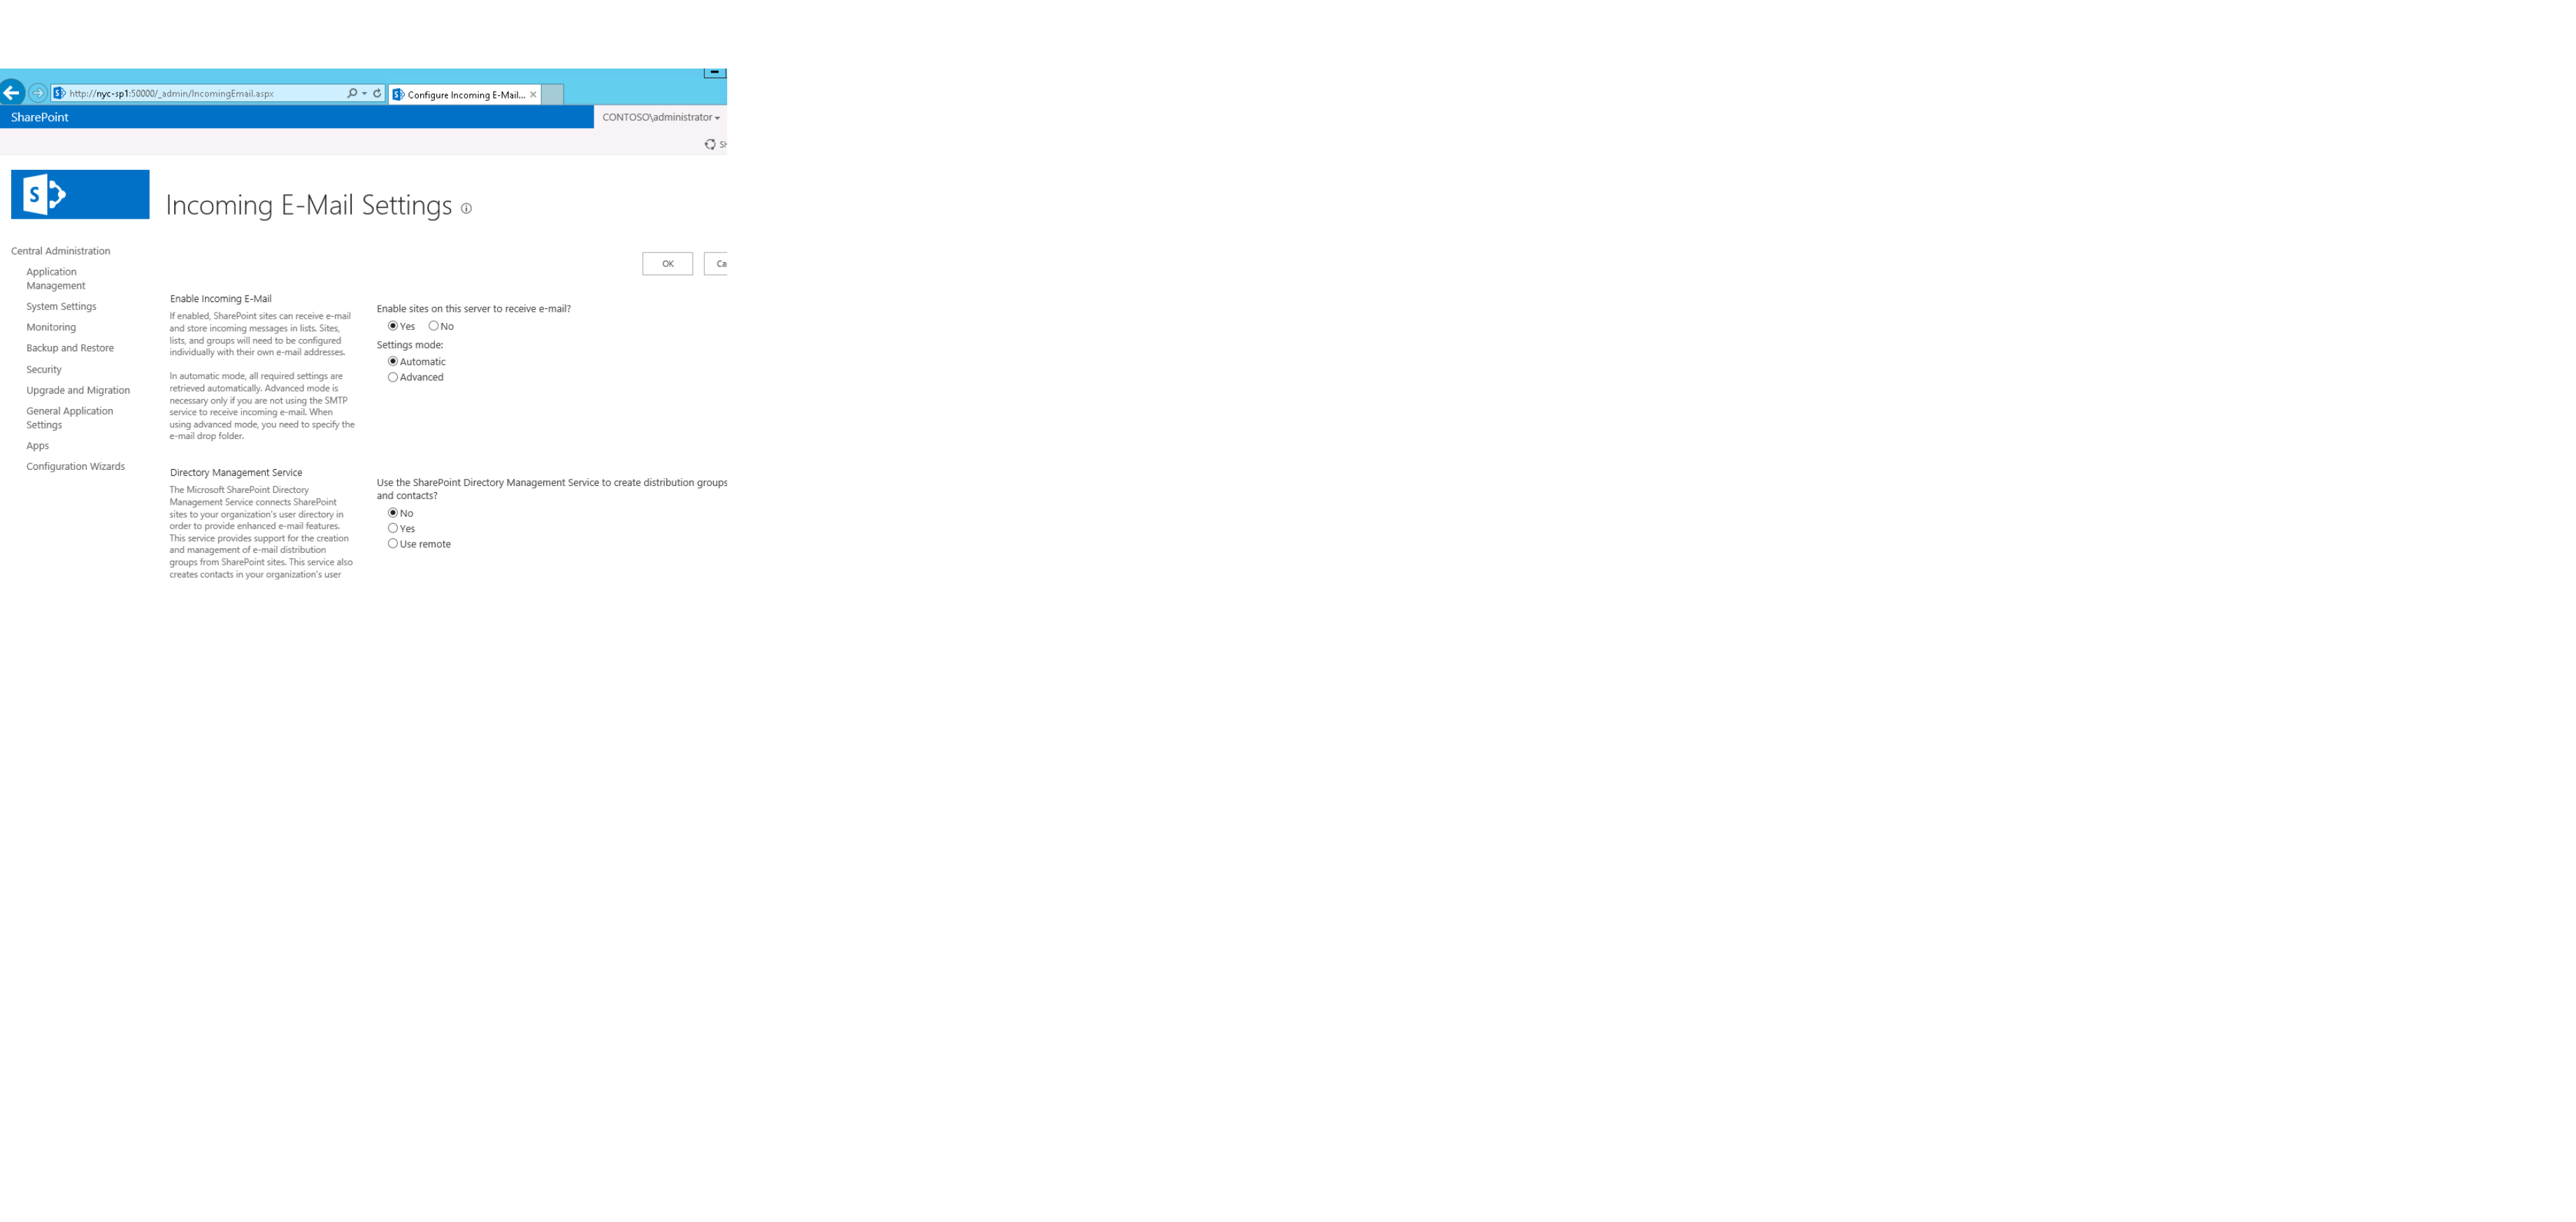 http://nyc-sp1:50000/_admin/IncomingEmail.aspx
Configure Incoming E-Mail...
SharePoint
CONTOSO\administrator
S
Incoming E-Mail Settings
Central Administration
Application
Management
System Settings
Monitoring
Backup and Restore
Security
Upgrade and Migration
General Application
Settings
Apps
Configuration Wizards
OK
Ca
Enable Incoming E-Mail
If enabled, SharePoint sites can receive e-mail
and store incoming messages in lists. Sites,
lists, and groups will need to be configured
individually with their own e-mail addresses.
In automatic mode, all required settings are
retrieved automatically. Advanced mode is
necessary only if you are not using the SMTP
service to receive incoming e-mail. When
using advanced mode, you need to specify the
e-mail drop folder.
Enable sites on this server to receive e-mail?
Yes No
Settings mode:
Automatic
Advanced
Directory Management Service
The Microsoft SharePoint Directory
Management Service connects SharePoint
sites to your organization's user directory in
order to provide enhanced e-mail features.
This service provides support for the creation
and management of e-mail distribution
groups from SharePoint sites. This service also
creates contacts in your organization's user
Use the SharePoint Directory Management Service to create distribution groups
and contacts?
No
Yes
Use remote